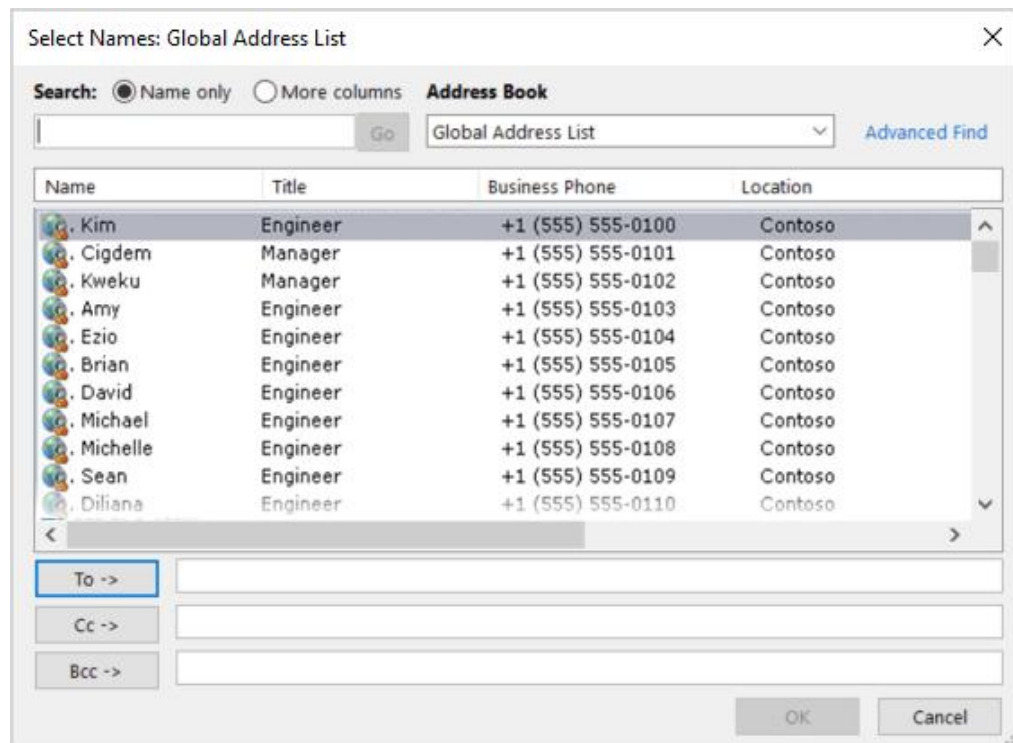 Select Names: Global Address List
Search: Name only More columns Address Book
Go Global Address List Advanced Find
Name Title Business Phone Location
. Kim Engineer +1 (555) 555-0100 Contoso
. Cigdem Manager +1 (555) 555-0101 Contoso
. Kweku Manager +1 (555) 555-0102 Contoso
. Amy Engineer +1 (555) 555-0103 Contoso
. Ezio Engineer +1 (555) 555-0104 Contoso
. Brian Engineer +1 (555) 555-0105 Contoso
. David Engineer +1 (555) 555-0106 Contoso
. Michael Engineer +1 (555) 555-0107 Contoso
. Michelle Engineer +1 (555) 555-0108 Contoso
. Sean Engineer +1 (555) 555-0109 Contoso
. Diliana Engineer +1 (555) 555-0110 Contoso
To ->
Cc ->
Bcc ->
OK Cancel